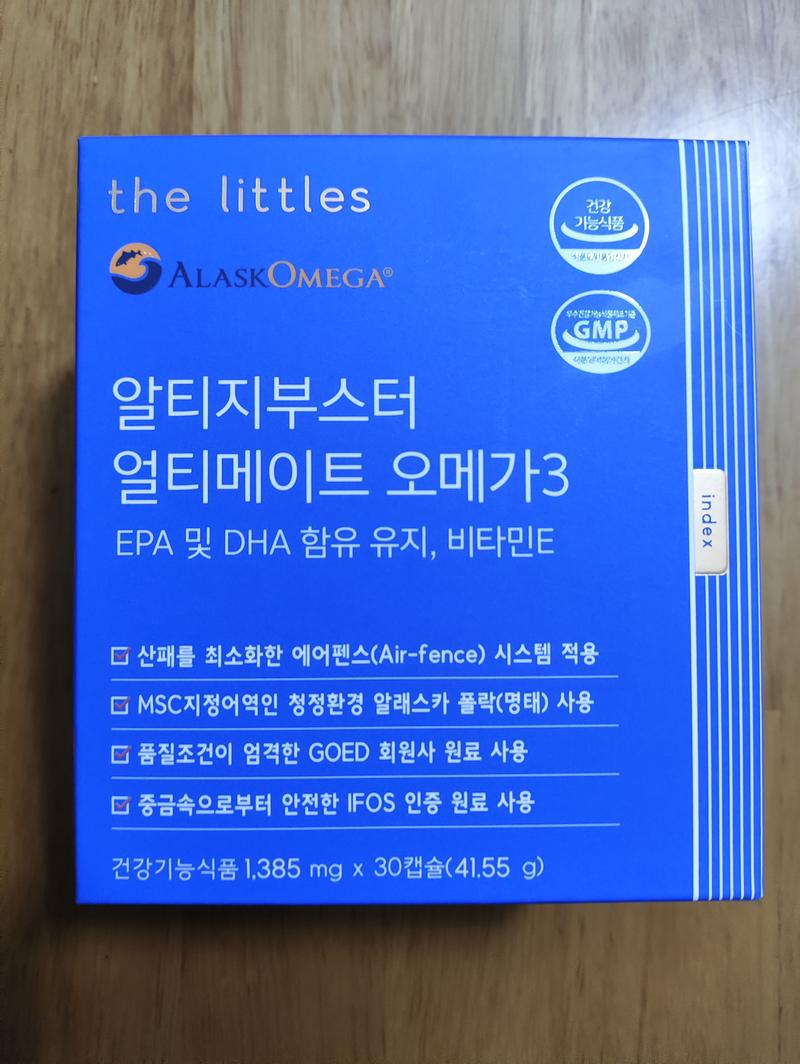 the littles
ALASKOMEGA®
건강
기능식품
GMP
알티지부스터
얼티메이트 오메가3
EPA 및 DHA 함유 유지, 비타민E
index
산패를 최소화한 에어펜스(Air-fence) 시스템 적용
MSC지정어역인 청정환경 알래스카 폴락(명태) 사용
품질조건이 엄격한 GOED 회원사 원료 사용
중금속으로부터 안전한 IFOS 인증 원료 사용
건강기능식품 1,385 mg x 30캡슐(41.55 g)